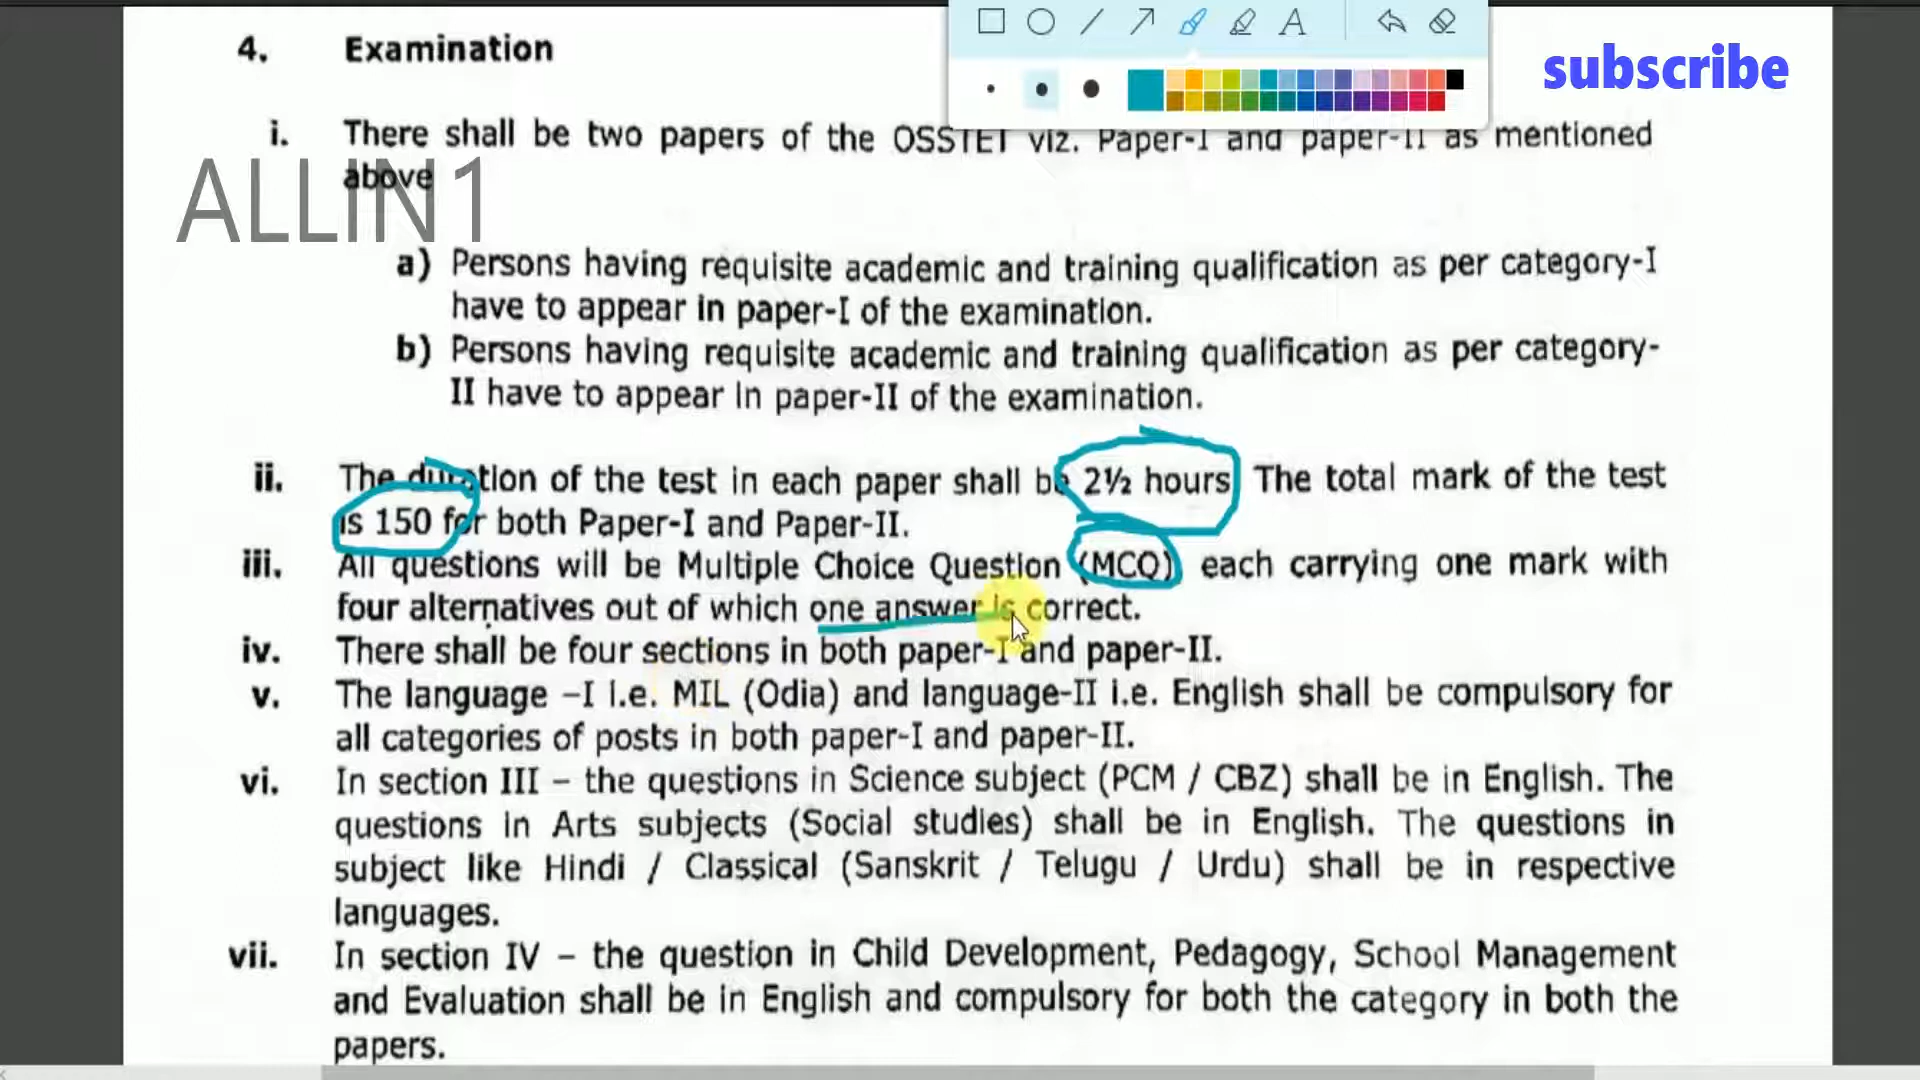 A
subscribe
4. Examination
i. There shall be two papers of the OSSTET viz. Paper-I and paper-II as mentioned
above
ALLIN1
a) Persons having requisite academic and training qualification as per category-I
have to appear in paper-I of the examination.
b) Persons having requisite academic and training qualification as per category-
II have to appear in paper-II of the examination.
ii. The duration of the test in each paper shall be 2½ hours The total mark of the test
is 150 for both Paper-I and Paper-II.
iii. All questions will be Multiple Choice Question (MCQ) each carrying one mark with
four alternatives out of which one answer is correct.
iv. There shall be four sections in both paper-I and paper-II.
v. The language –I i.e. MIL (Odia) and language-II i.e. English shall be compulsory for
all categories of posts in both paper-I and paper-II.
vi. In section III – the questions in Science subject (PCM / CBZ) shall be in English. The
questions in Arts subjects (Social studies) shall be in English. The questions in
subject like Hindi / Classical (Sanskrit / Telugu / Urdu) shall be in respective
languages.
vii. In section IV – the question in Child Development, Pedagogy, School Management
and Evaluation shall be in English and compulsory for both the category in both the
papers.